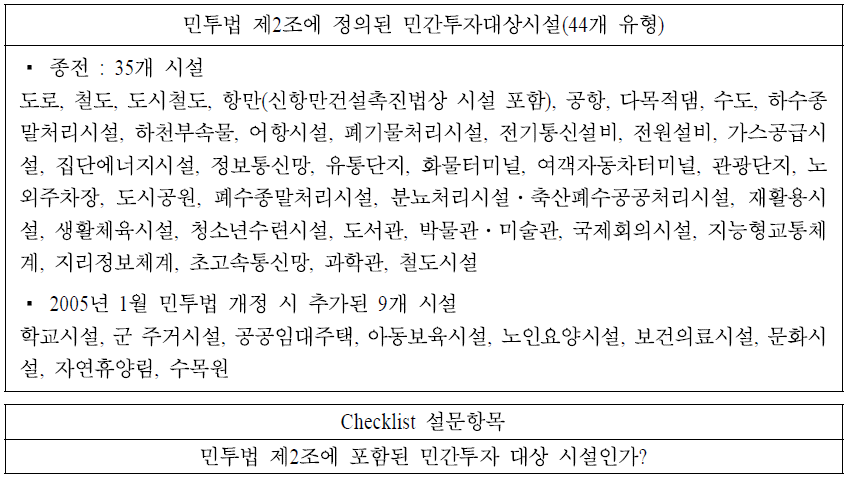 민투법 제2조에 정의된 민간투자대상시설(44개 유형)
▪ 종전 : 35개 시설
도로, 철도, 도시철도, 항만(신항만건설촉진법상 시설 포함), 공항, 다목적댐, 수도, 하수종
말처리시설, 하천부속물, 어항시설, 폐기물처리시설, 전기통신설비, 전원설비, 가스공급시
설, 집단에너지시설, 정보통신망, 유통단지, 화물터미널, 여객자동차터미널, 관광단지, 노
외주차장, 도시공원, 폐수종말처리시설, 분뇨처리시설・축산폐수공공처리시설, 재활용시
설, 생활체육시설, 청소년수련시설, 도서관, 박물관・미술관, 국제회의시설, 지능형교통체
계, 지리정보체계, 초고속통신망, 과학관, 철도시설
▪ 2005년 1월 민투법 개정 시 추가된 9개 시설
학교시설, 군 주거시설, 공공임대주택, 아동보육시설, 노인요양시설, 보건의료시설, 문화시
설, 자연휴양림, 수목원
Checklist 설문항목
민투법 제2조에 포함된 민간투자 대상 시설인가?